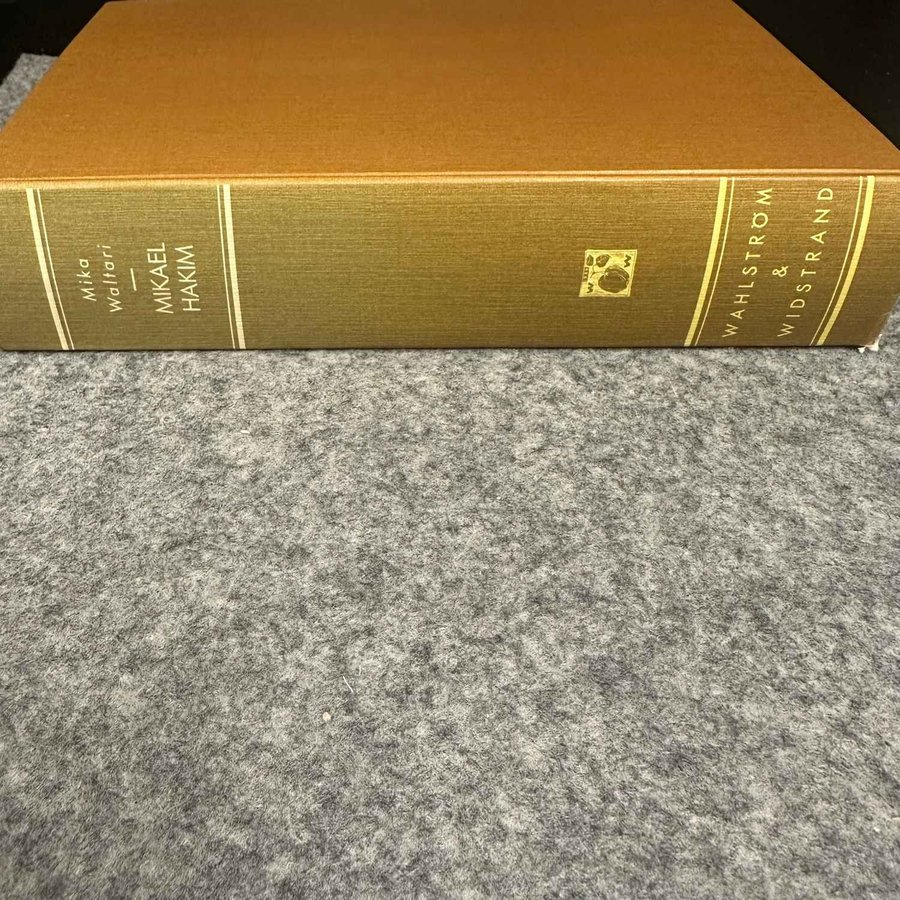 Mika
Waltari
MIKAEL
HAKIM
WAHLSTRÖM
&
WIDSTRAND